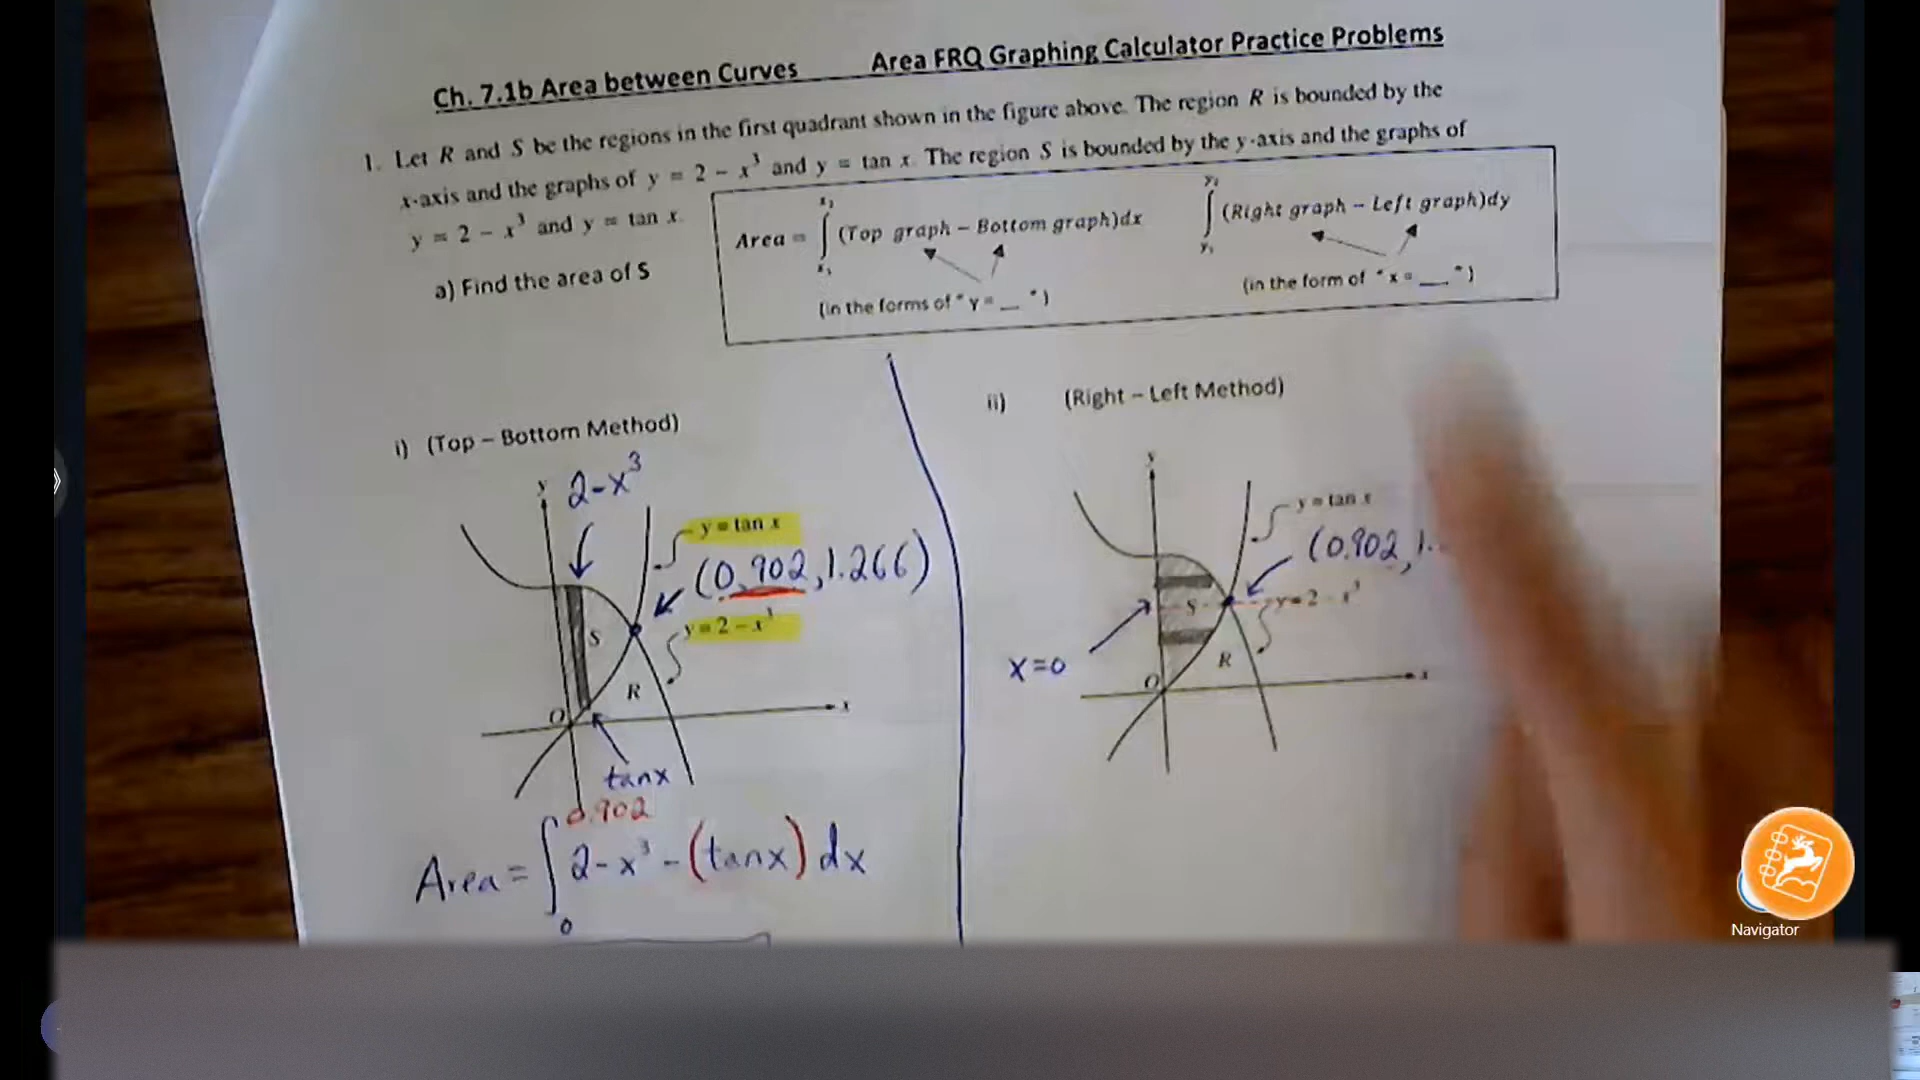 Ch. 7.1b Area between Curves Area FRQ Graphing Calculator Practice Problems
1. Let R and S be the regions in the first quadrant shown in the figure above. The region R is bounded by the
x-axis and the graphs of y = 2 - x³ and y = tan x. The region S is bounded by the y-axis and the graphs of
y = 2 - x³ and y = tan x.
a) Find the area of S
Area = ∫ (Top graph - Bottom graph)dx
x₂
x₁
(in the forms of "y = __ ")
∫ (Right graph - Left graph)dy
y₂
y₁
(in the form of "x = __ ")
i) (Top - Bottom Method)
2-x³
y
y = tan x
(0.902, 1.266)
y = 2 - x³
S
R
O
x
tanx
0.902
Area = ∫ 2-x³ - (tanx) dx
0
ii) (Right - Left Method)
y
y = tan x
(0.902, 1.
y = 2 - x³
S
x=0
R
O
x
Navigator